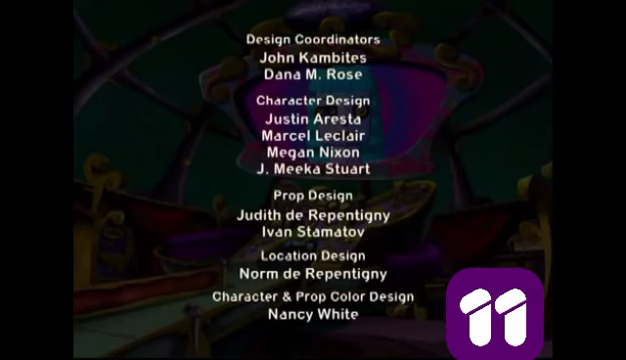 Design Coordinators
John Kambites
Dana M. Rose
Character Design
Justin Aresta
Marcel Leclair
Megan Nixon
J. Meeka Stuart
Prop Design
Judith de Repentigny
Ivan Stamatov
Location Design
Norm de Repentigny
Character & Prop Color Design
Nancy White
11